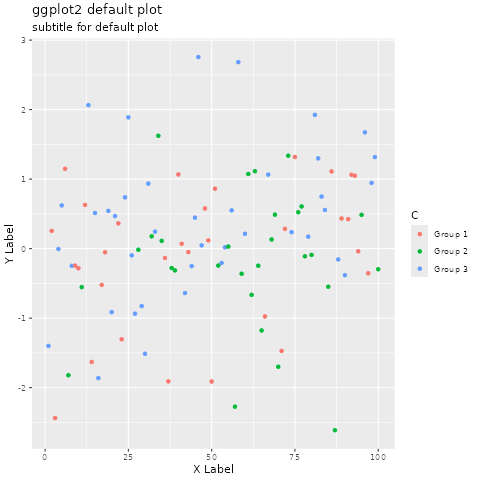 ggplot2 default plot
subtitle for default plot
Y Label
3
2
1
0
-1
-2
0
25
50
75
100
X Label
C
Group 1
Group 2
Group 3